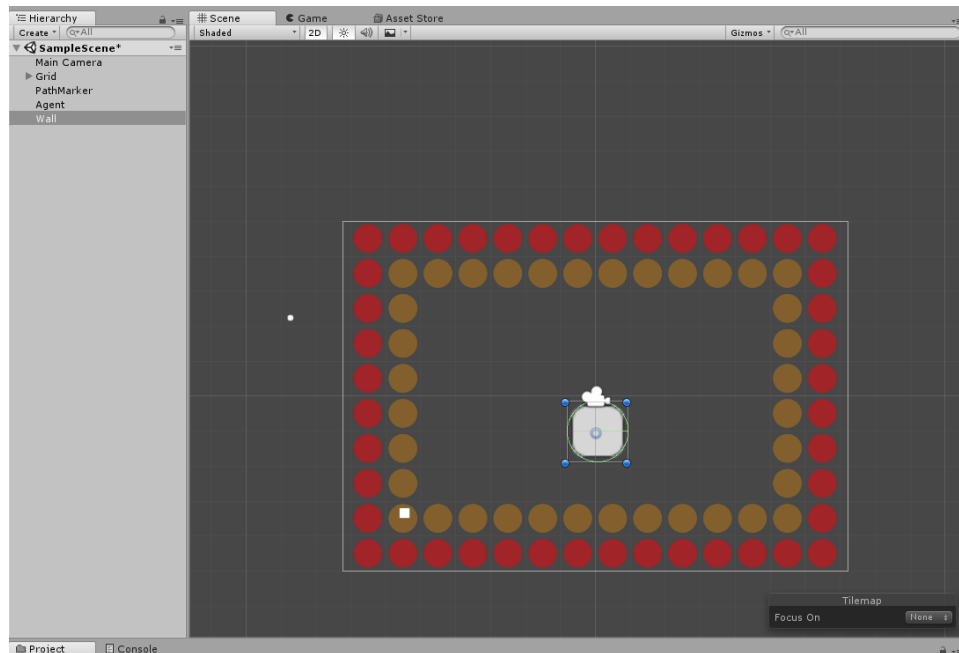 Hierarchy
Create
All
SampleScene*
Main Camera
Grid
PathMarker
Agent
Wall
Scene
Game
Asset Store
Shaded
2D
Gizmos
All
Tilemap
Focus On
None
Project
Console